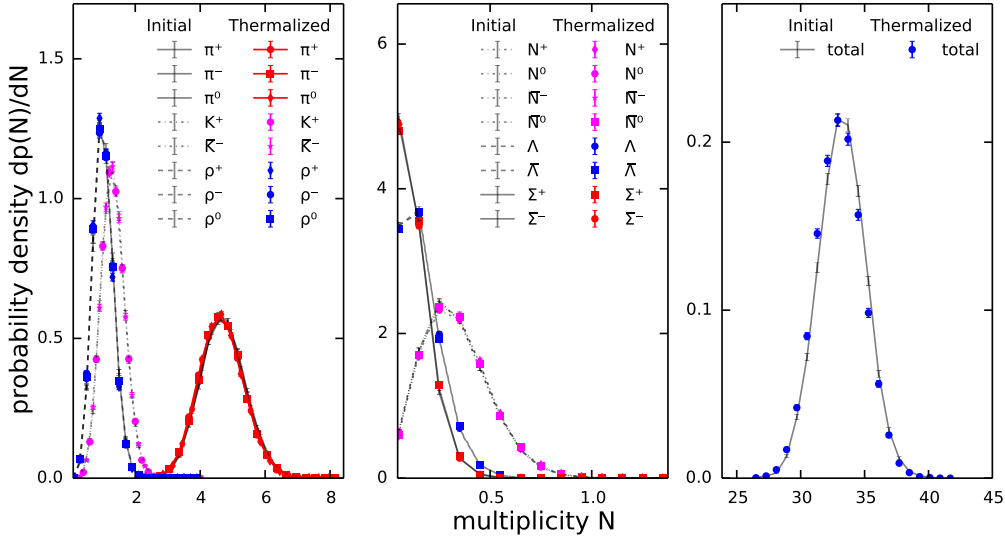 probability density dp(N)/dN
1.5
1.0
0.5
0.0
2
4
6
8
Initial Thermalized
π⁺ π⁺
π⁻ π⁻
π⁰ π⁰
K⁺ K⁺
K̅⁻ K̅⁻
ρ⁺ ρ⁺
ρ⁻ ρ⁻
ρ⁰ ρ⁰
6
4
2
0
0.5
1.0
Initial Thermalized
N⁺ N⁺
N⁰ N⁰
N̅⁻ N̅⁻
N̅⁰ N̅⁰
Λ Λ
Λ̅ Λ̅
Σ⁺ Σ⁺
Σ⁻ Σ⁻
multiplicity N
0.2
0.1
0.0
25
30
35
40
45
Initial Thermalized
total total